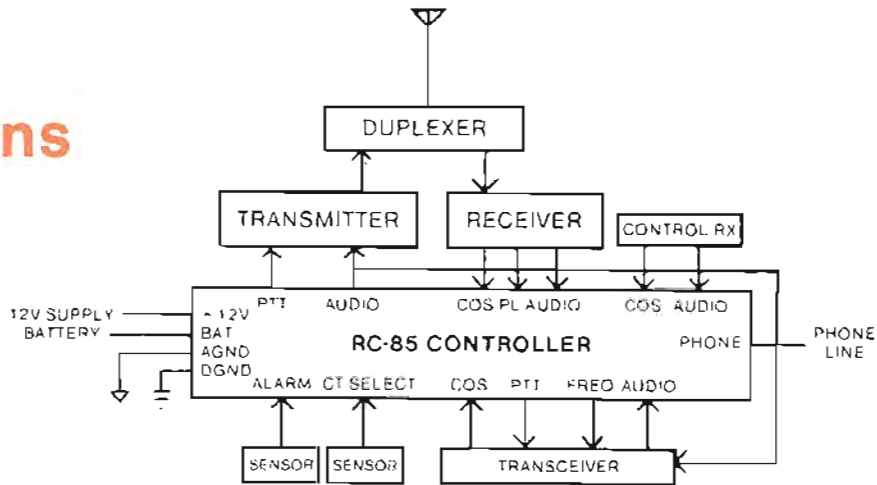 ns
DUPLEXER
TRANSMITTER
RECEIVER
CONTROL RX
PTT AUDIO COS PL AUDIO COS AUDIO
12V SUPPLY
+12V
BATTERY
BAT
AGND
DGND
RC-85 CONTROLLER
PHONE
PHONE
LINE
ALARM CT SELECT COS PTT FREQ AUDIO
SENSOR
SENSOR
TRANSCEIVER